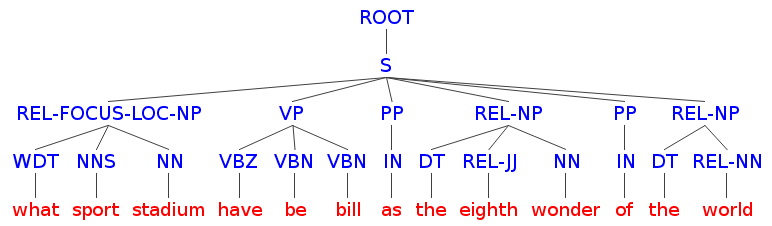 ROOT
S
REL-FOCUS-LOC-NP VP PP REL-NP PP REL-NP
WDT NNS NN VBZ VBN VBN IN DT REL-JJ NN IN DT REL-NN
what sport stadium have be bill as the eighth wonder of the world